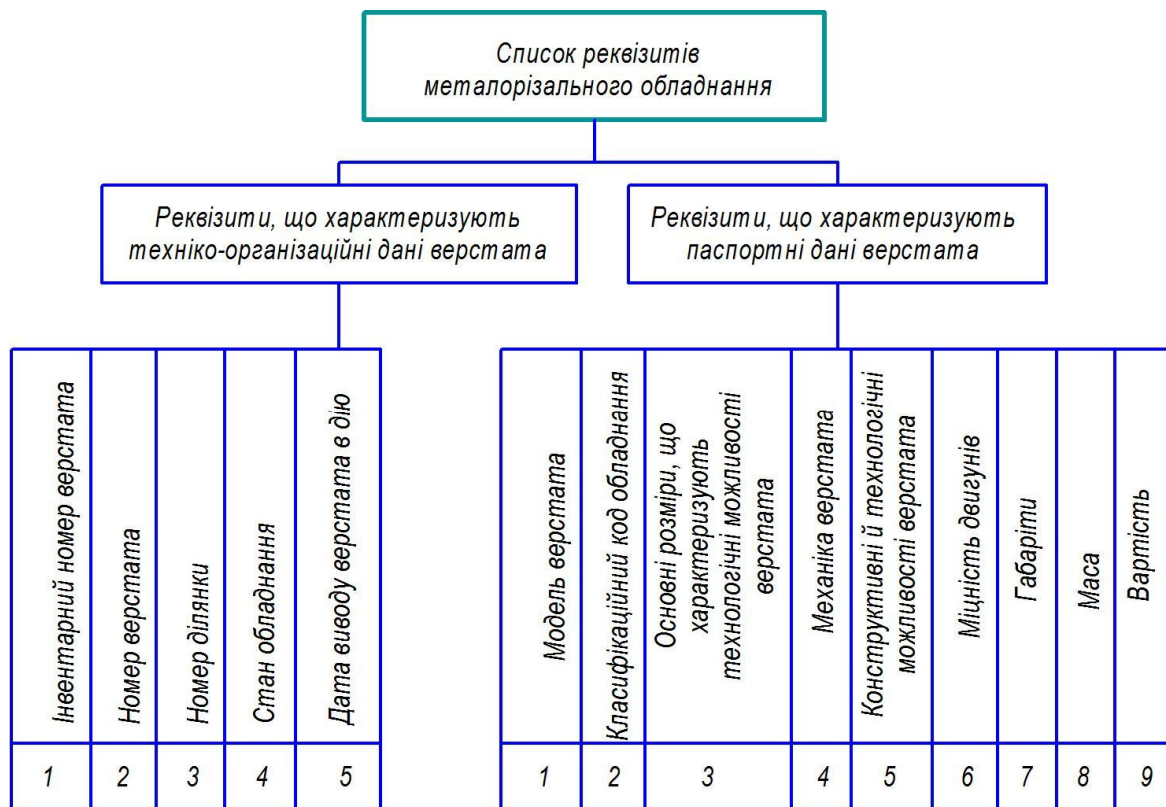 Список реквізитів
металорізального обладнання
Реквізити, що характеризують
техніко-організаційні дані верстата
Реквізити, що характеризують
паспортні дані верстата
Інвентарний номер верстата
Номер верстата
Номер ділянки
Стан обладнання
Дата виводу верстата в дію
1
2
3
4
5
Модель верстата
Класифікаційний код обладнання
Основні розміри, що
характеризують
технологічні можливості
верстата
Механіка верстата
Конструктивні й технологічні
можливості верстата
Міцність двигунів
Габаріти
Маса
Вартість
1
2
3
4
5
6
7
8
9